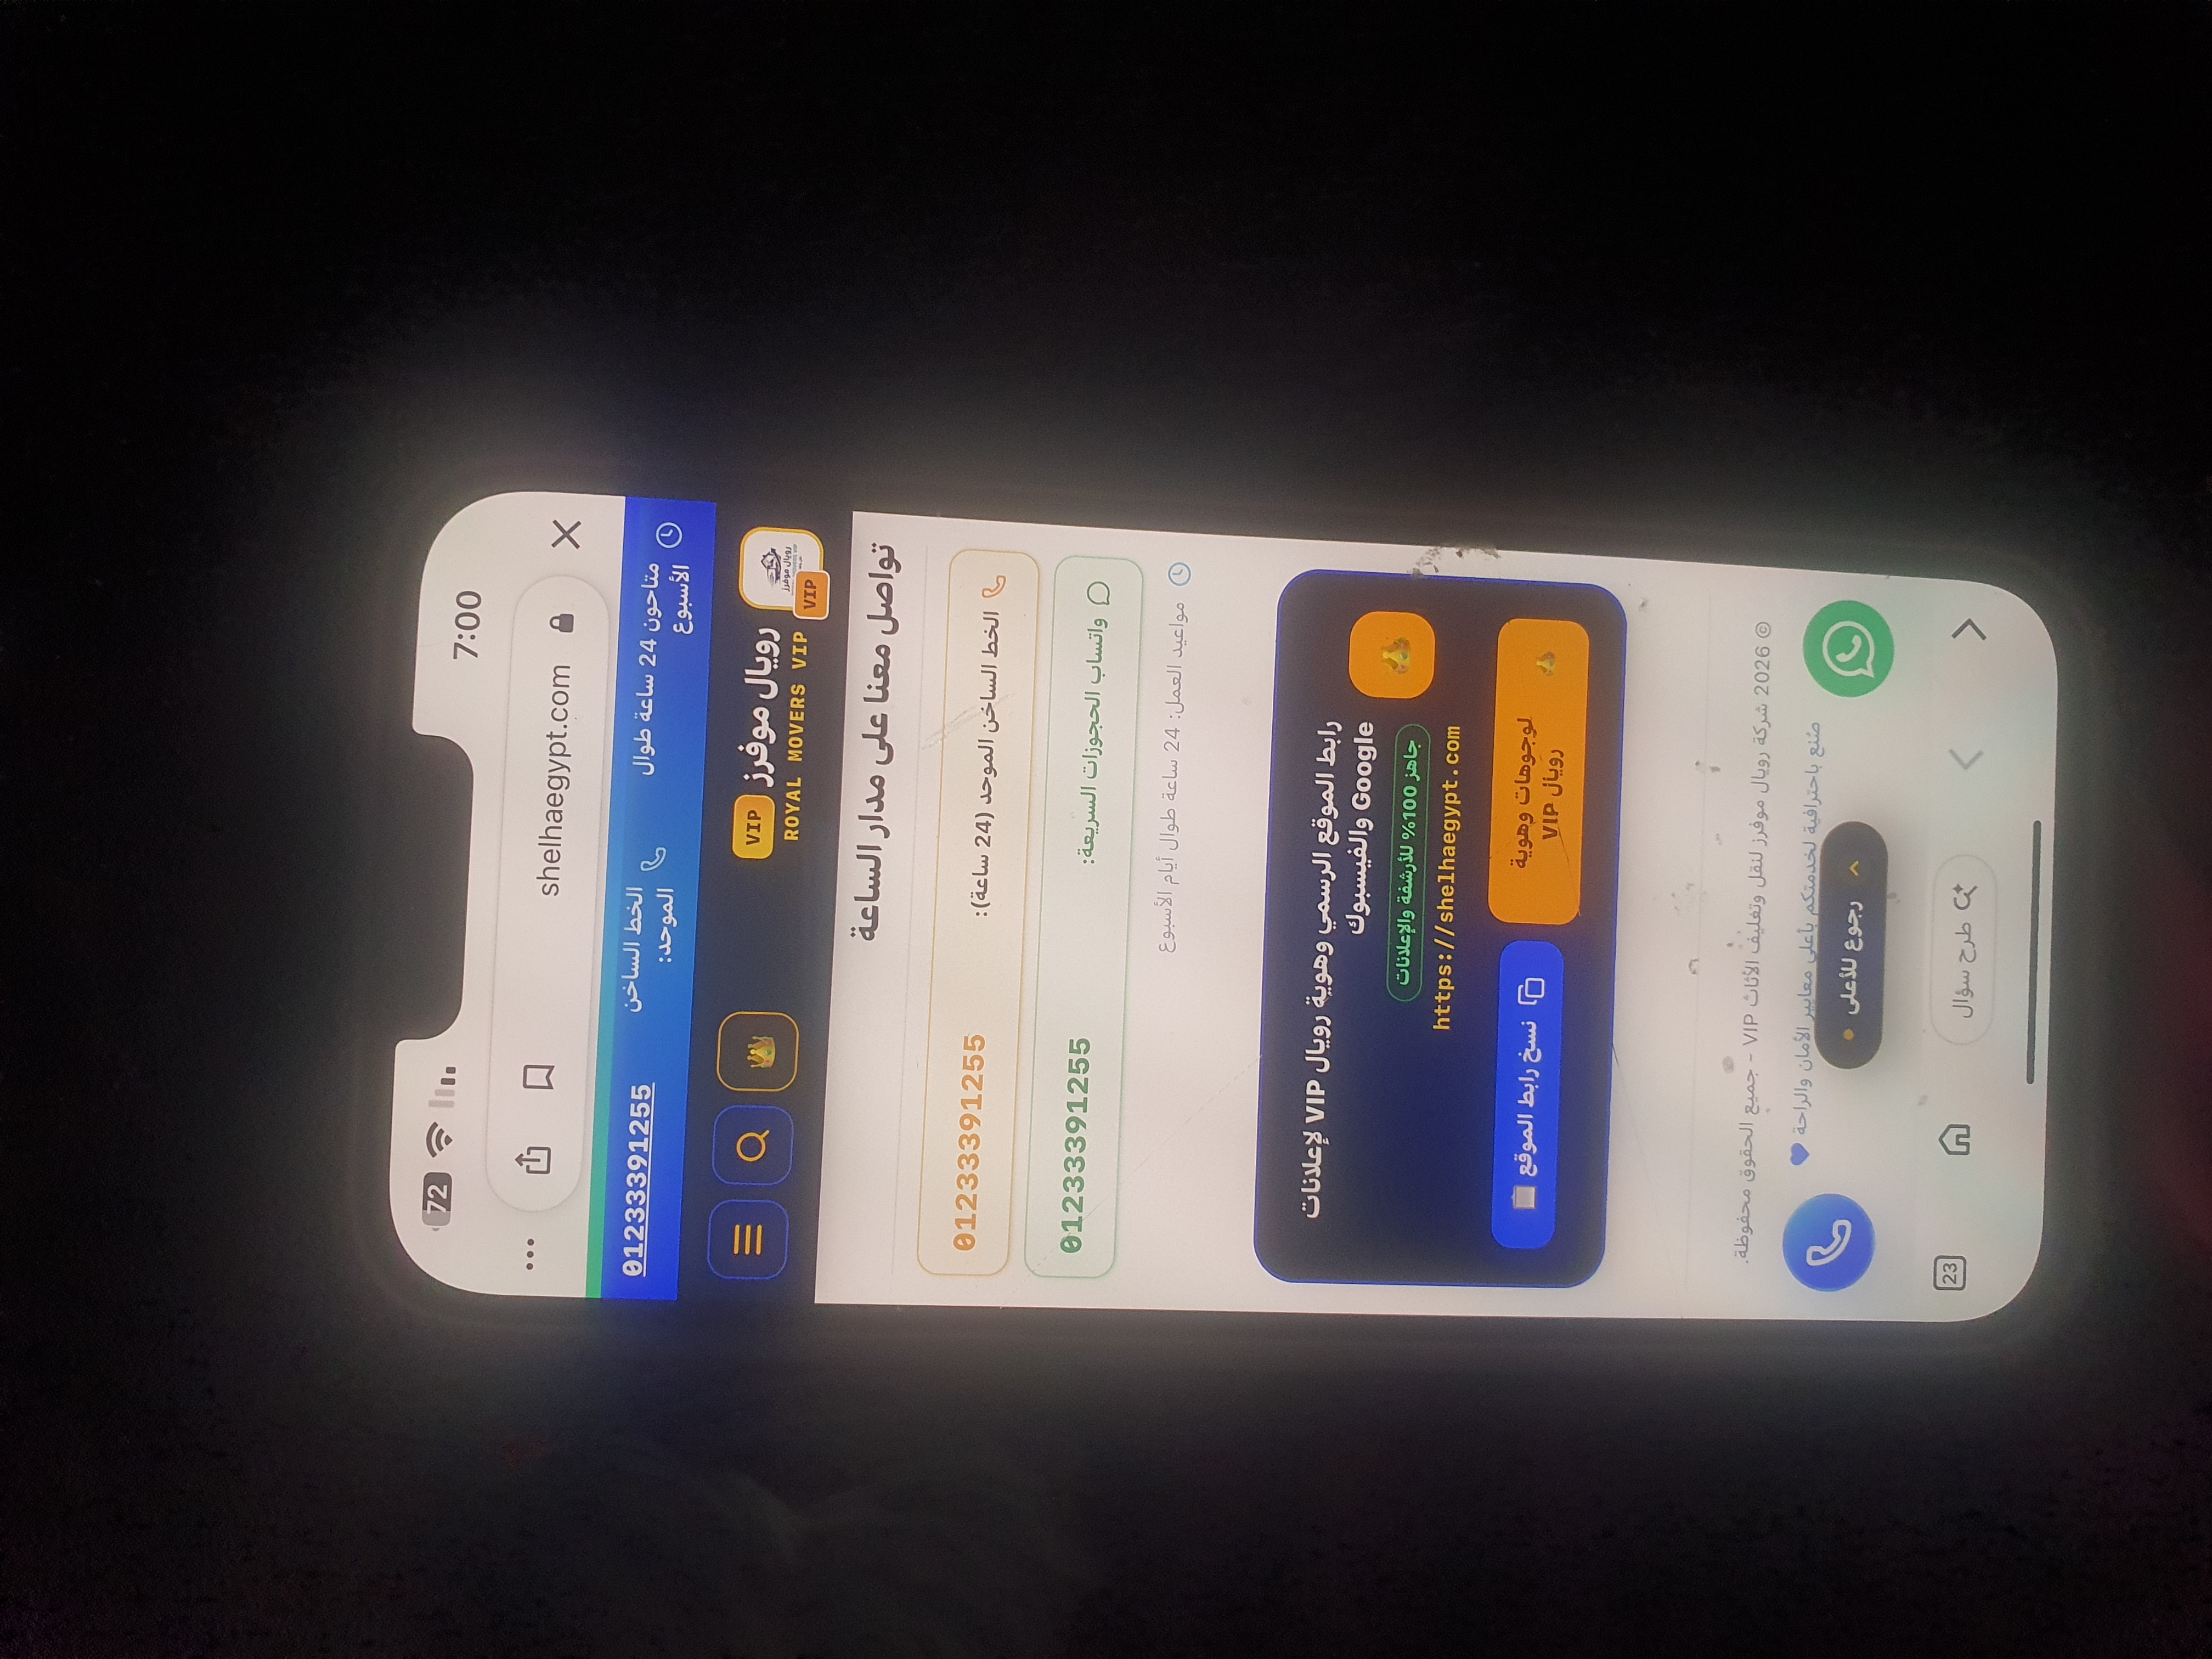 7:00
72
shelhaegypt.com
متاحون 24 ساعة طوال
الأسبوع
الخط الساخن
الموحد:
01233391255
رويال موفرز VIP
ROYAL MOVERS VIP
رويال موفرز
VIP
تواصل معنا على مدار الساعة
الخط الساخن الموحد (24 ساعة):
01233391255
واتساب الحجوزات السريعة:
01233391255
مواعيد العمل: 24 ساعة طوال أيام الأسبوع
رابط الموقع الرسمي وهوية رويال VIP لإعلانات
Google والفيسبوك
جاهز 100% للأرشفة والإعلانات
https://shelhaegypt.com
لوجوهات وهوية
رويال VIP
نسخ رابط الموقع
© 2026 شركة رويال موفرز لنقل وتغليف الأثاث VIP - جميع الحقوق محفوظة.
صُنع باحترافية لخدمتكم بأعلى معايير الأمان والراحة
رجوع للأعلى
طرح سؤال
23